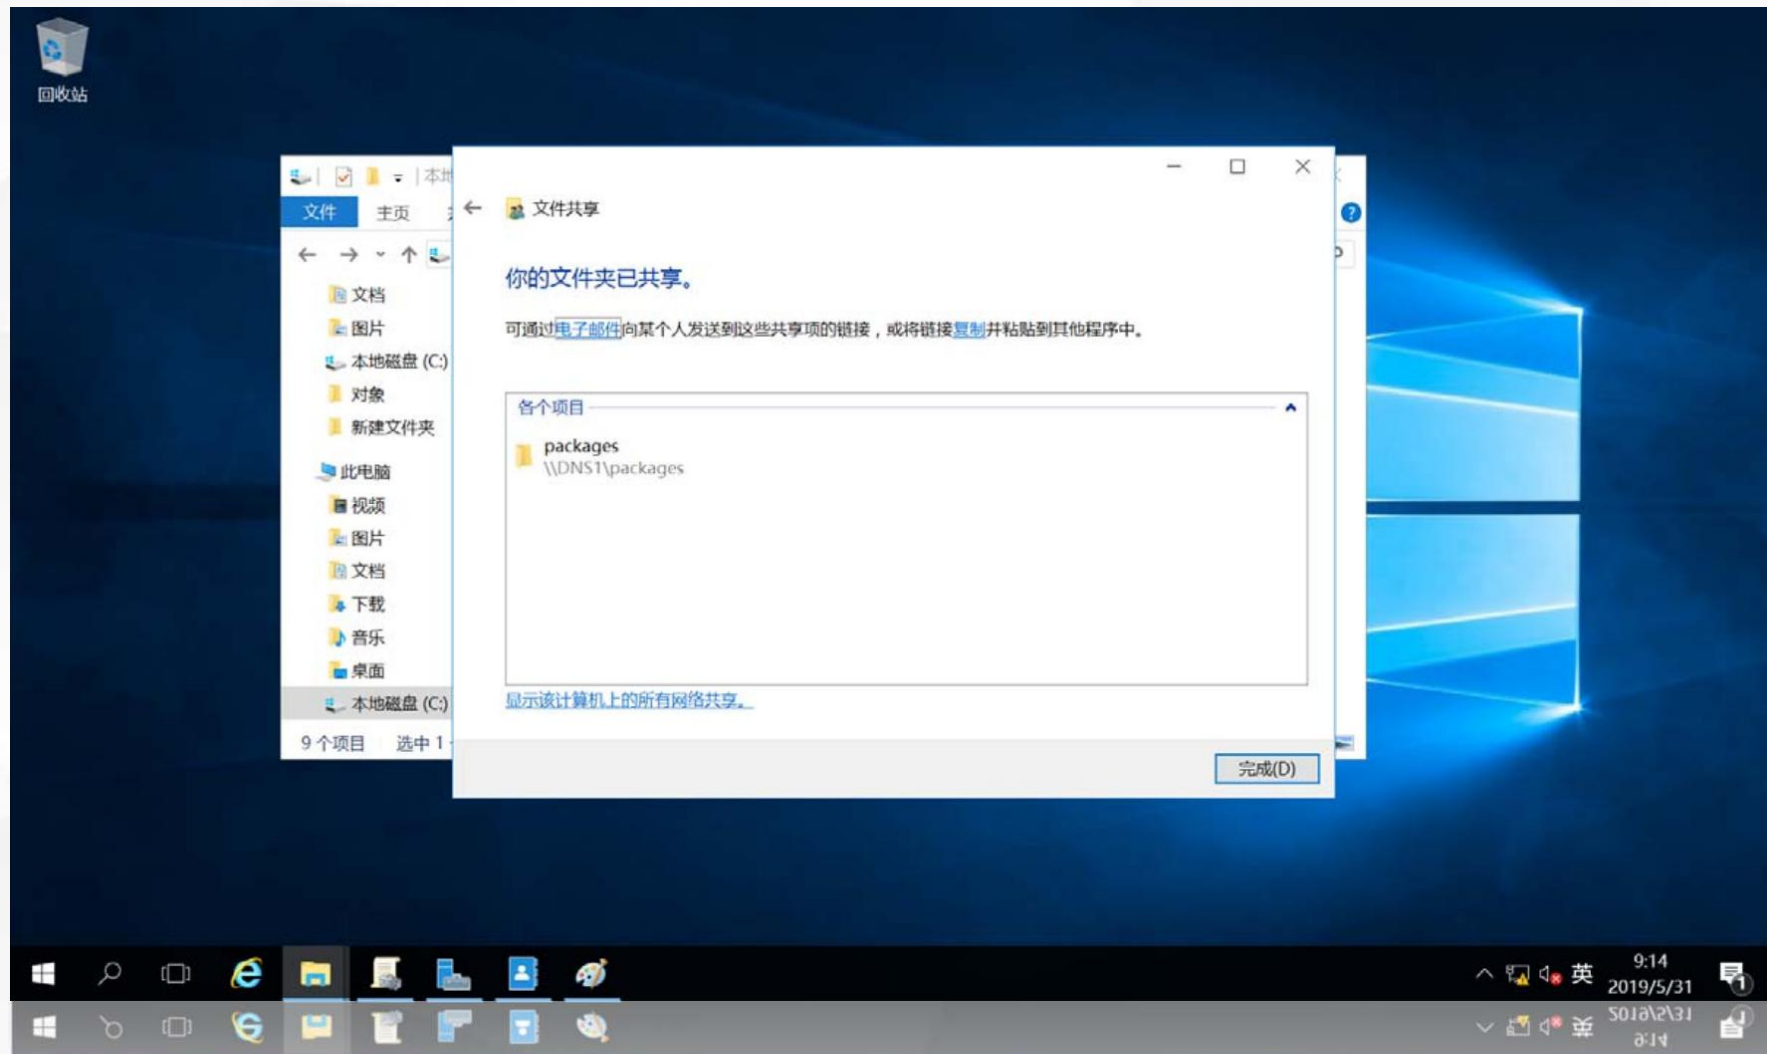 回收站
本地
文件
主页
文件共享
你的文件夹已共享。
可通过电子邮件向某个人发送到这些共享项的链接，或将链接复制并粘贴到其他程序中。
各个项目
packages
\\DNS1\packages
显示该计算机上的所有网络共享。
完成(D)
文档
图片
本地磁盘 (C:)
对象
新建文件夹
此电脑
视频
图片
文档
下载
音乐
桌面
本地磁盘 (C:)
9 个项目 选中 1
英
9:14
2019/5/31
1